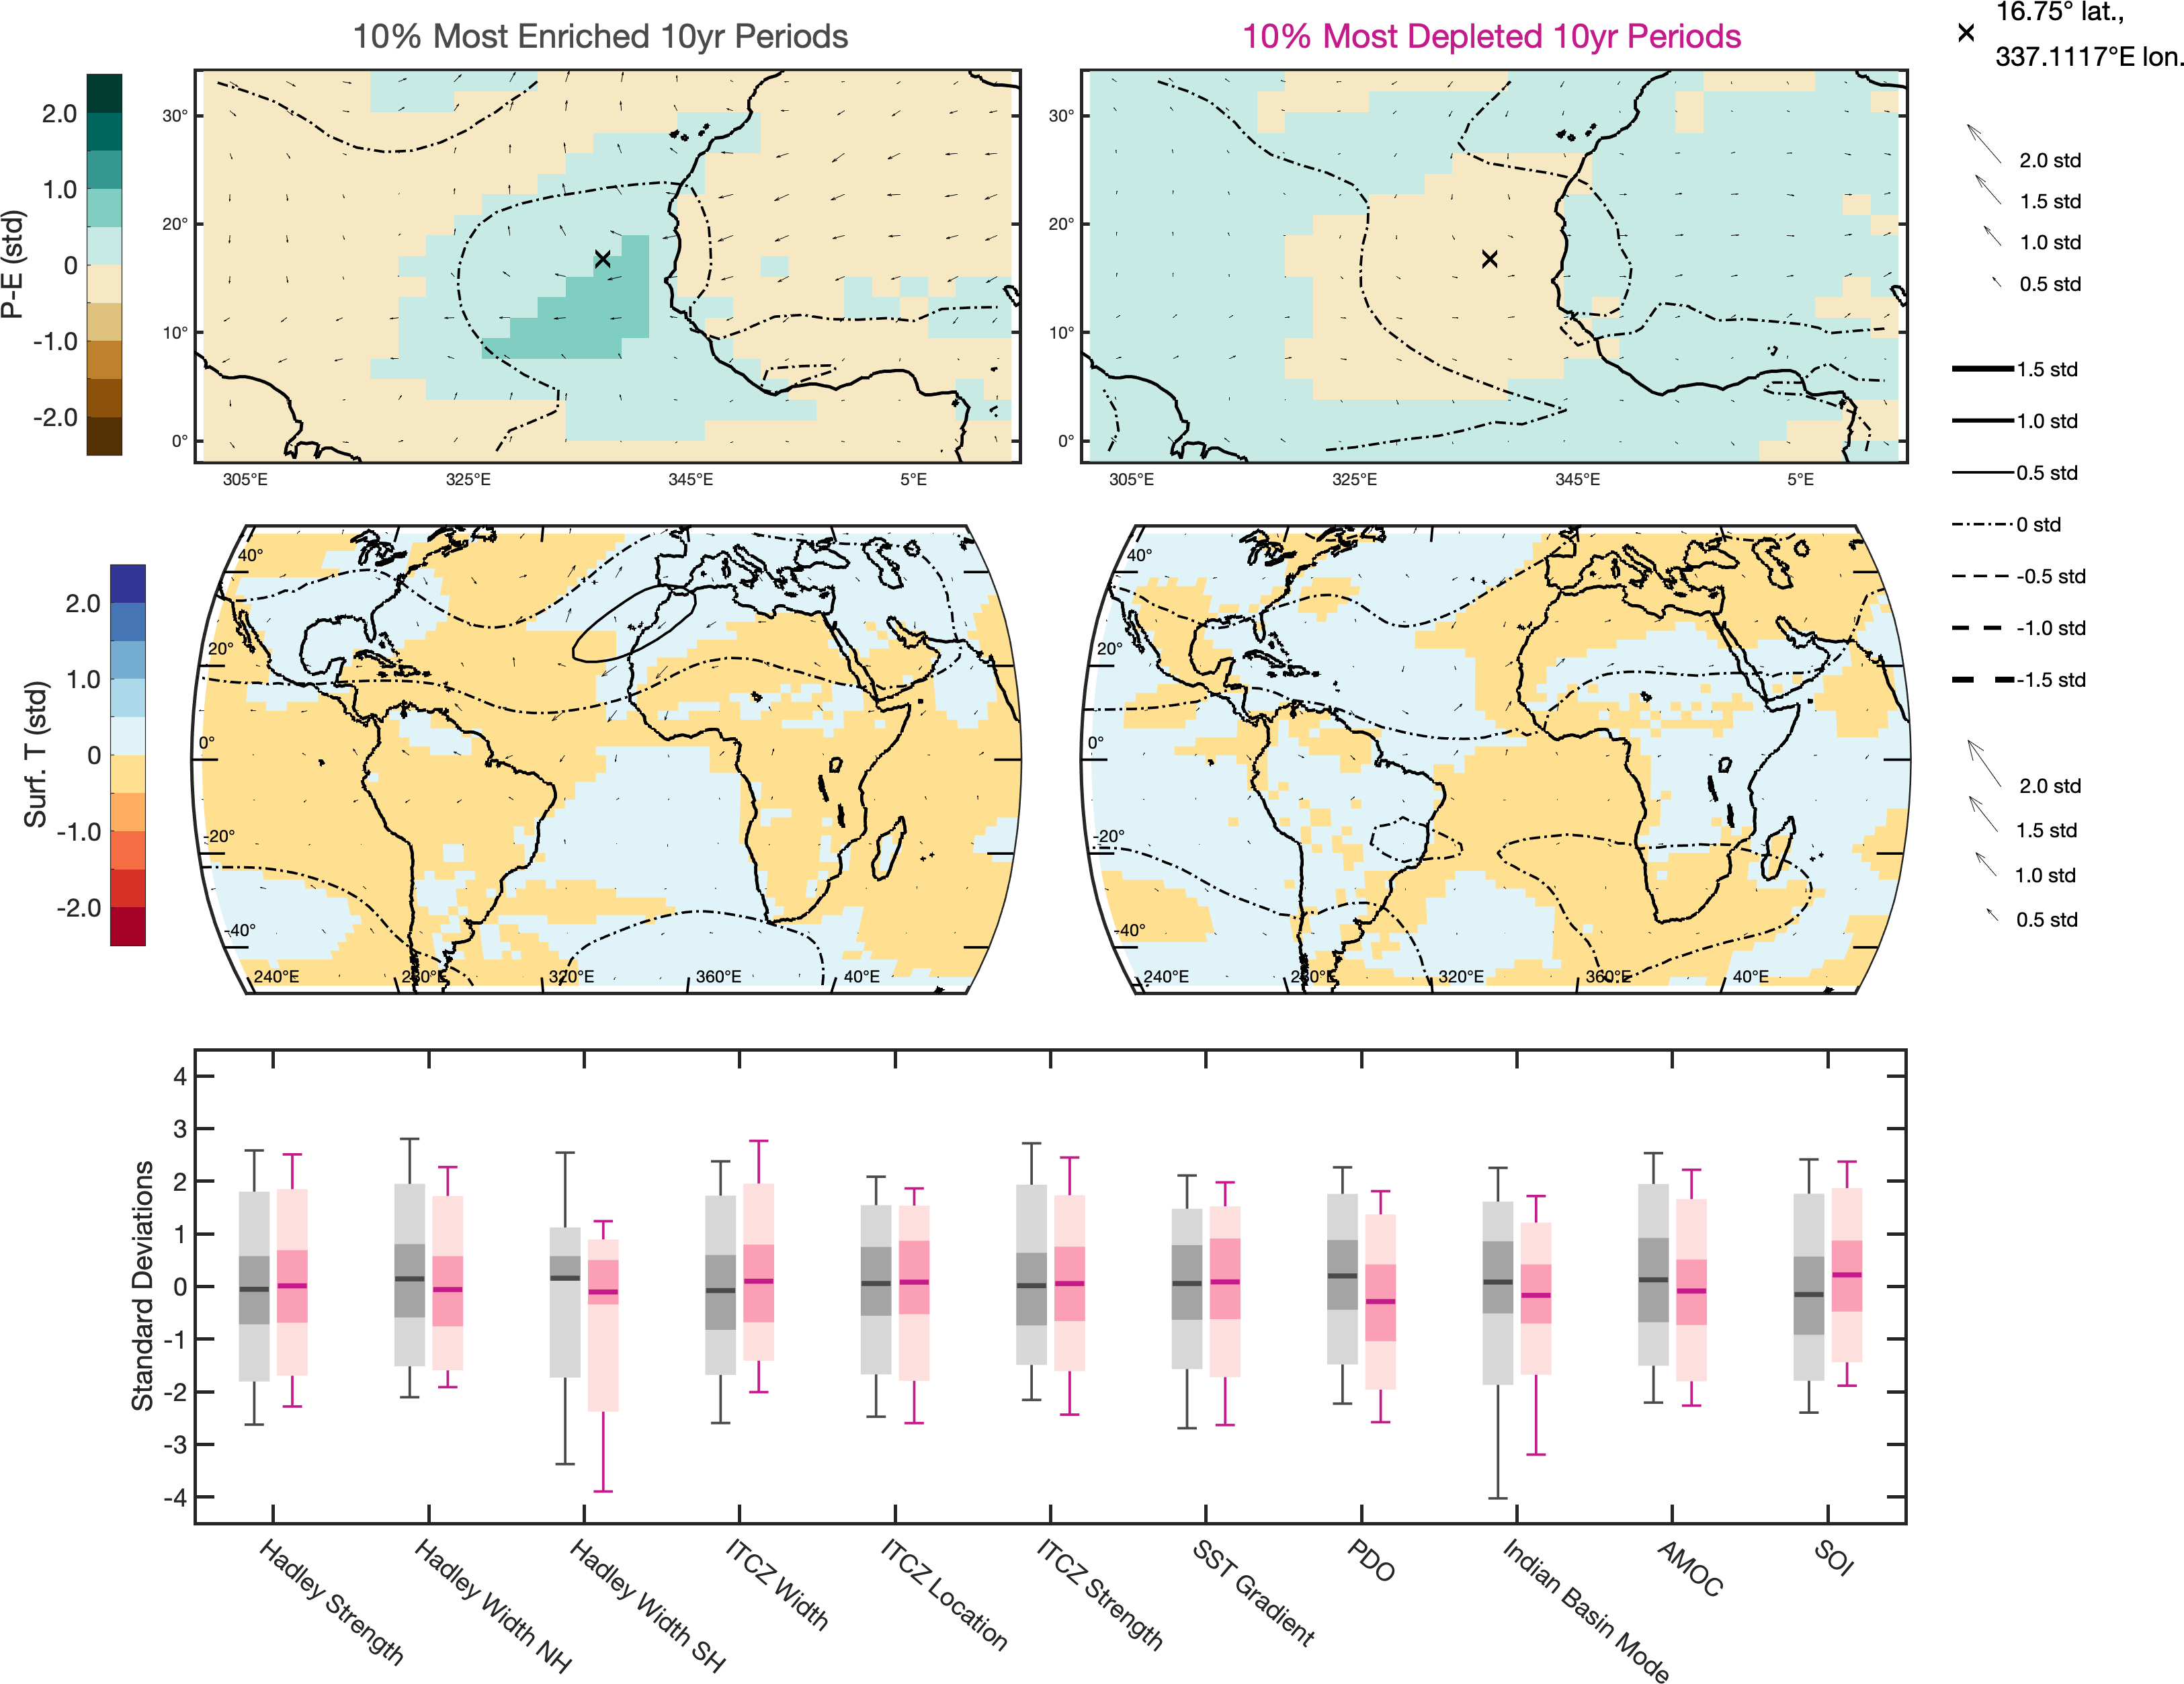 10% Most Enriched 10yr Periods
10% Most Depleted 10yr Periods
16.75° lat.,
337.1117°E lon.
P-E (std)
2.0
1.0
0
-1.0
-2.0
30°
20°
10°
0°
305°E
325°E
345°E
5°E
30°
20°
10°
0°
305°E
325°E
345°E
5°E
2.0 std
1.5 std
1.0 std
0.5 std
1.5 std
1.0 std
0.5 std
0 std
-0.5 std
-1.0 std
-1.5 std
2.0 std
1.5 std
1.0 std
0.5 std
Surf. T (std)
2.0
1.0
0
-1.0
-2.0
40°
20°
0°
-20°
-40°
240°E
280°E
320°E
360°E
40°E
40°
20°
0°
-20°
-40°
240°E
280°E
320°E
360°E
40°E
Standard Deviations
4
3
2
1
0
-1
-2
-3
-4
Hadley Strength
Hadley Width NH
Hadley Width SH
ITCZ Width
ITCZ Location
ITCZ Strength
SST Gradient
PDO
Indian Basin Mode
AMOC
SOI